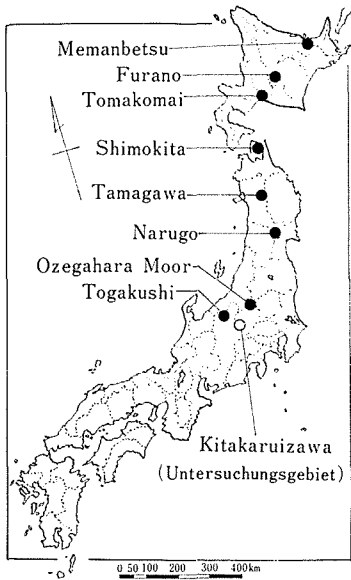 Memanbetsu
Furano
Tomakomai
Shimokita
Tamagawa
Narugo
Ozegahara Moor
Togakushi
Kitakaruizawa
(Untersuchungsgebiet)
0 50 100 200 300 400km